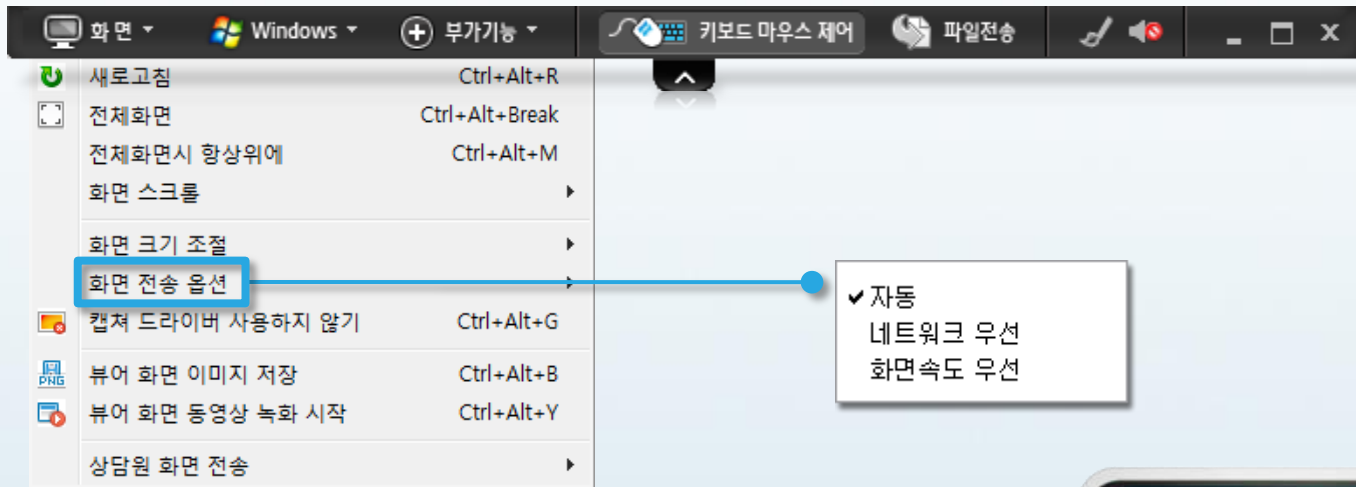 화면 Windows 부가기능 키보드 마우스 제어 파일전송
새로고침 Ctrl+Alt+R
전체화면 Ctrl+Alt+Break
전체화면시 항상위에 Ctrl+Alt+M
화면 스크롤
화면 크기 조절
화면 전송 옵션
자동
네트워크 우선
화면속도 우선
캡쳐 드라이버 사용하지 않기 Ctrl+Alt+G
PNG
뷰어 화면 이미지 저장 Ctrl+Alt+B
뷰어 화면 동영상 녹화 시작 Ctrl+Alt+Y
상담원 화면 전송